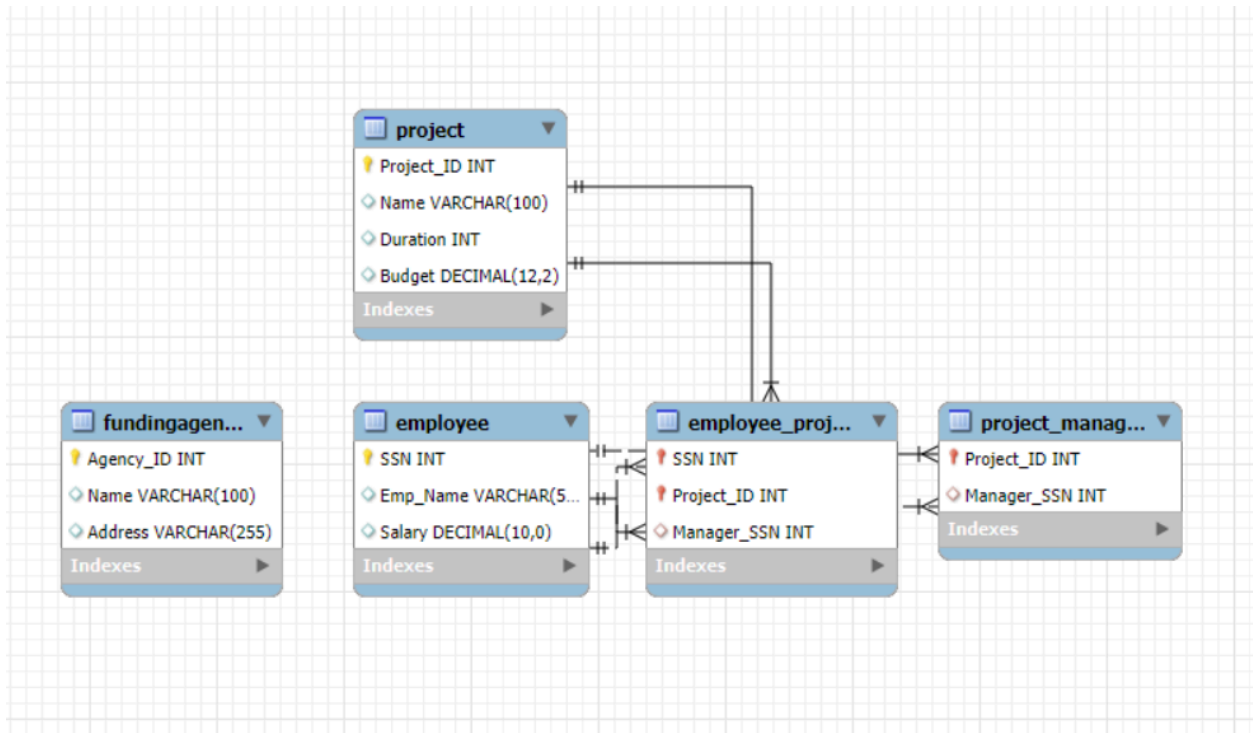 project
Project_ID INT
Name VARCHAR(100)
Duration INT
Budget DECIMAL(12,2)
Indexes
fundingagen...
Agency_ID INT
Name VARCHAR(100)
Address VARCHAR(255)
Indexes
employee
SSN INT
Emp_Name VARCHAR(5...
Salary DECIMAL(10,0)
Indexes
employee_proj...
SSN INT
Project_ID INT
Manager_SSN INT
Indexes
project_manag...
Project_ID INT
Manager_SSN INT
Indexes